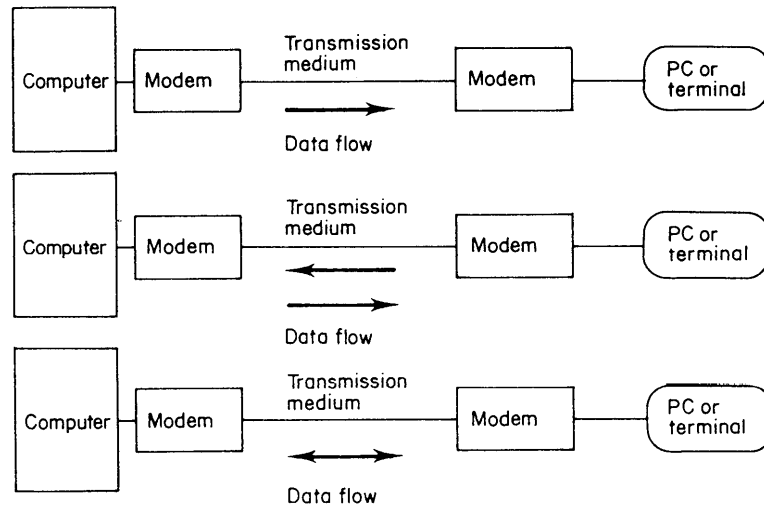 Transmission
medium
Computer
Modem
Modem
PC or
terminal
Data flow
Transmission
medium
Computer
Modem
Modem
PC or
terminal
Data flow
Transmission
medium
Computer
Modem
Modem
PC or
terminal
Data flow